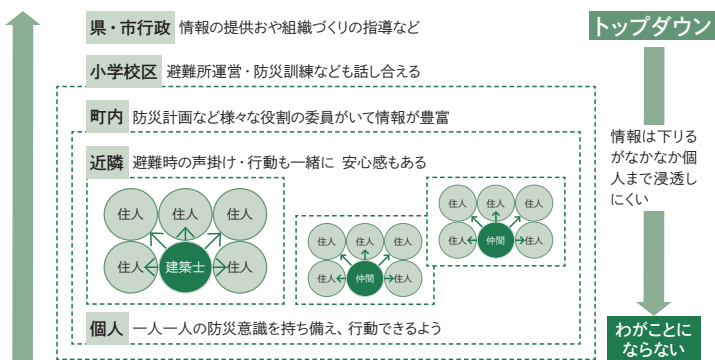 県・市行政 情報の提供おや組織づくりの指導など
トップダウン
小学校区 避難所運営・防災訓練なども話し合える
町内 防災計画など様々な役割の委員がいて情報が豊富
近隣 避難時の声掛け・行動も一緒に 安心感もある
情報は下りる
がなかなか個
人まで浸透し
にくい
住人 住人 住人
住人 建築士 住人
住人 住人 住人
住人 仲間 住人
住人 住人 住人
住人 仲間 住人
個人 一人一人の防災意識を持ち備え、行動できるよう
わがことに
ならない